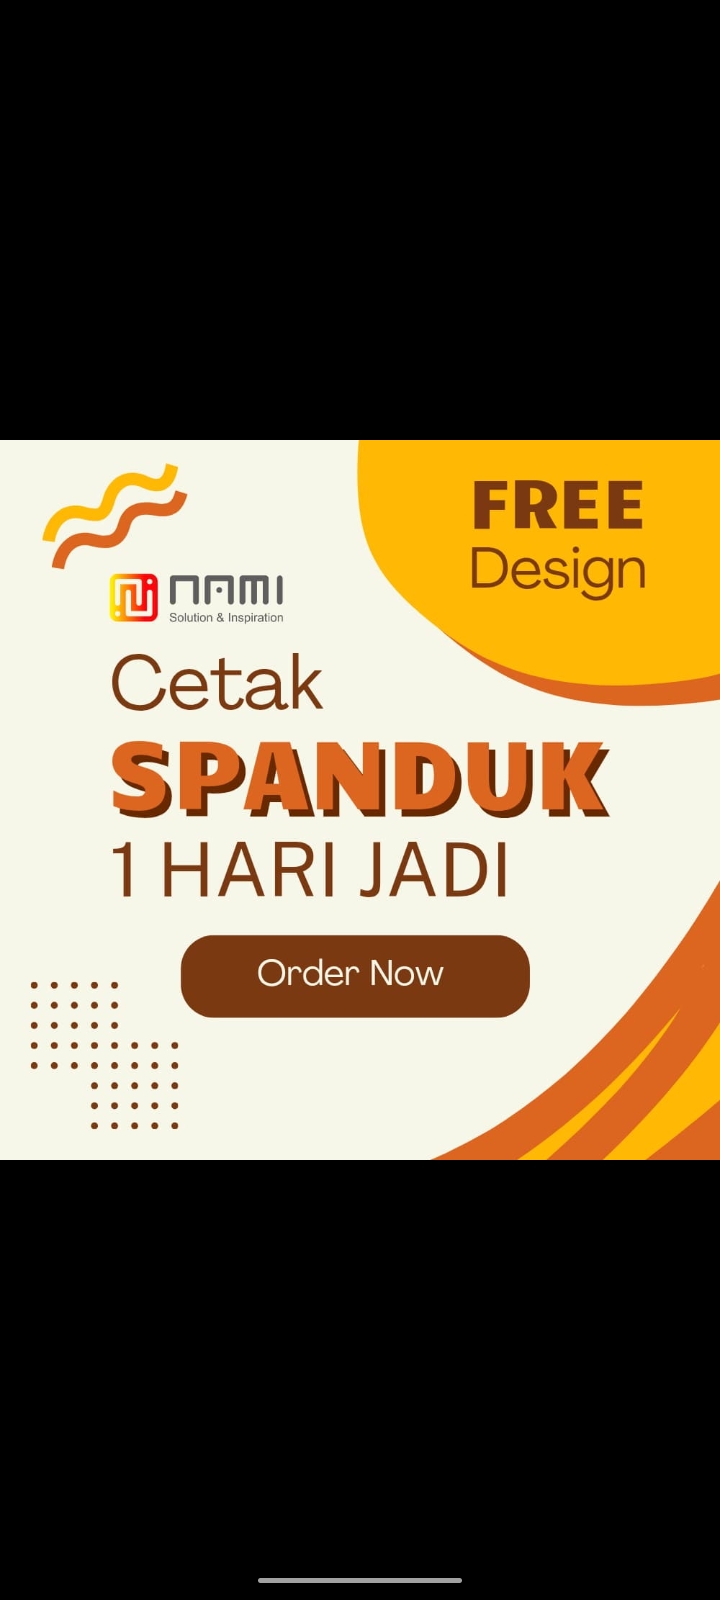 FREE
Design
NAMI
Solution & Inspiration
Cetak
SPANDUK
1 HARI JADI
Order Now